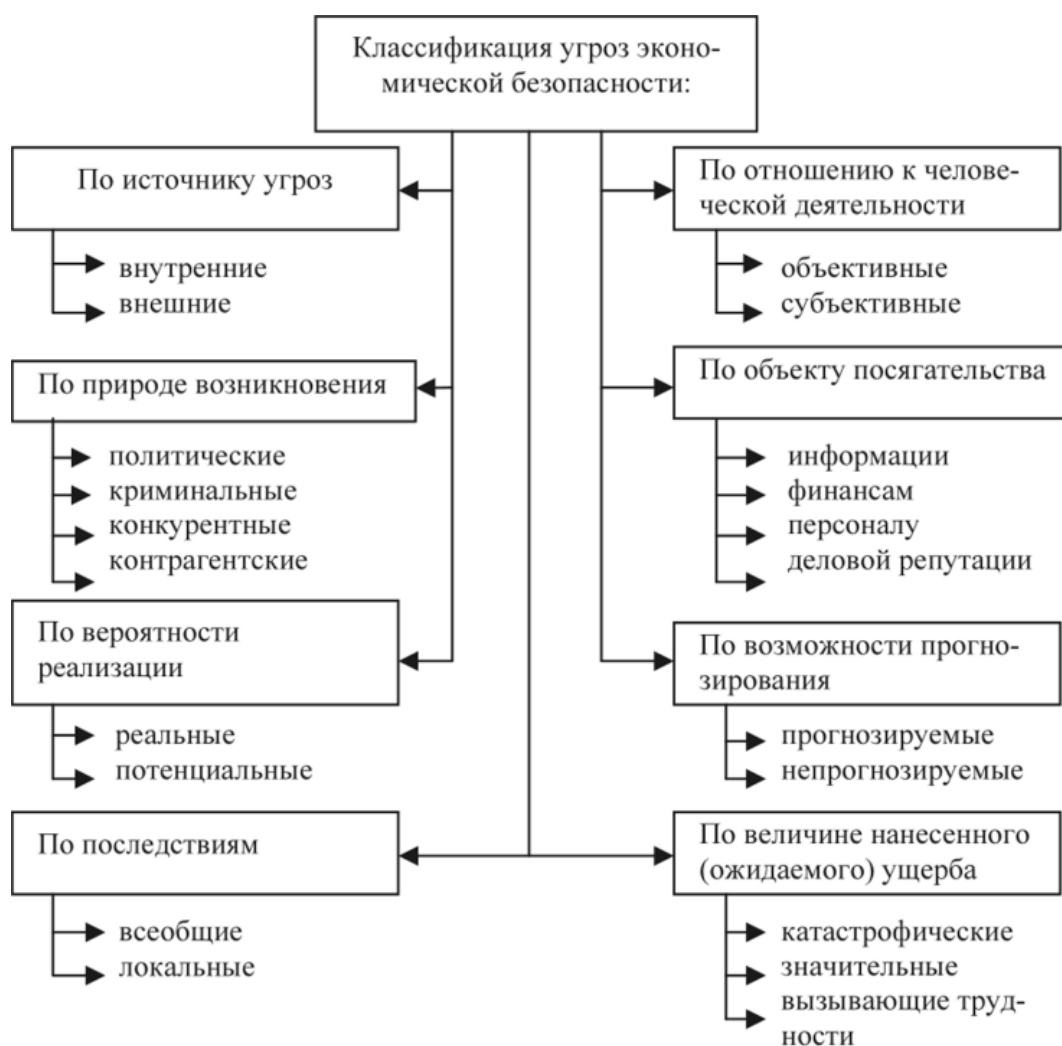 Классификация угроз эконо-
мической безопасности:
По источнику угроз
внутренние
внешние
По природе возникновения
политические
криминальные
конкурентные
контрагентские
По вероятности
реализации
реальные
потенциальные
По последствиям
всеобщие
локальные
По отношению к челове-
ческой деятельности
объективные
субъективные
По объекту посягательства
информации
финансам
персоналу
деловой репутации
По возможности прогно-
зирования
прогнозируемые
непрогнозируемые
По величине нанесенного
(ожидаемого) ущерба
катастрофические
значительные
вызывающие труд-
ности